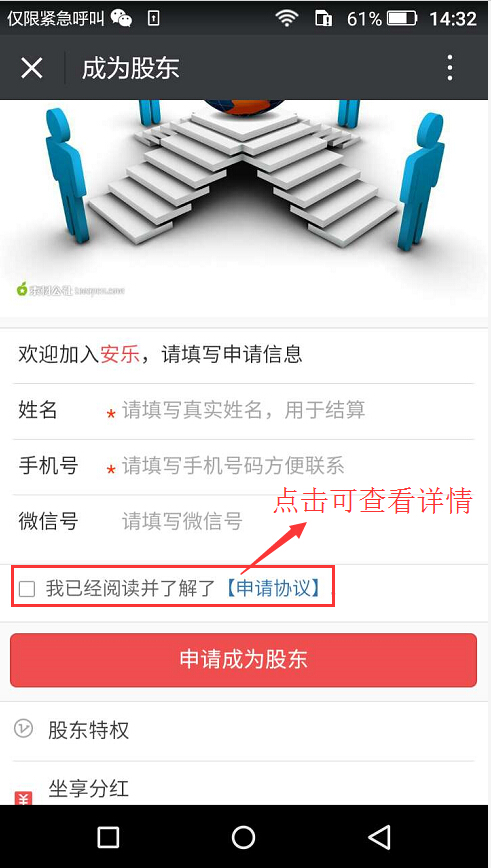 仅限紧急呼叫 61% 14:32
成为股东
欢迎加入安乐，请填写申请信息
姓名 * 请填写真实姓名，用于结算
手机号 * 请填写手机号码方便联系
微信号 请填写微信号
点击可查看详情
我已经阅读并了解了【申请协议】
申请成为股东
股东特权
坐享分红